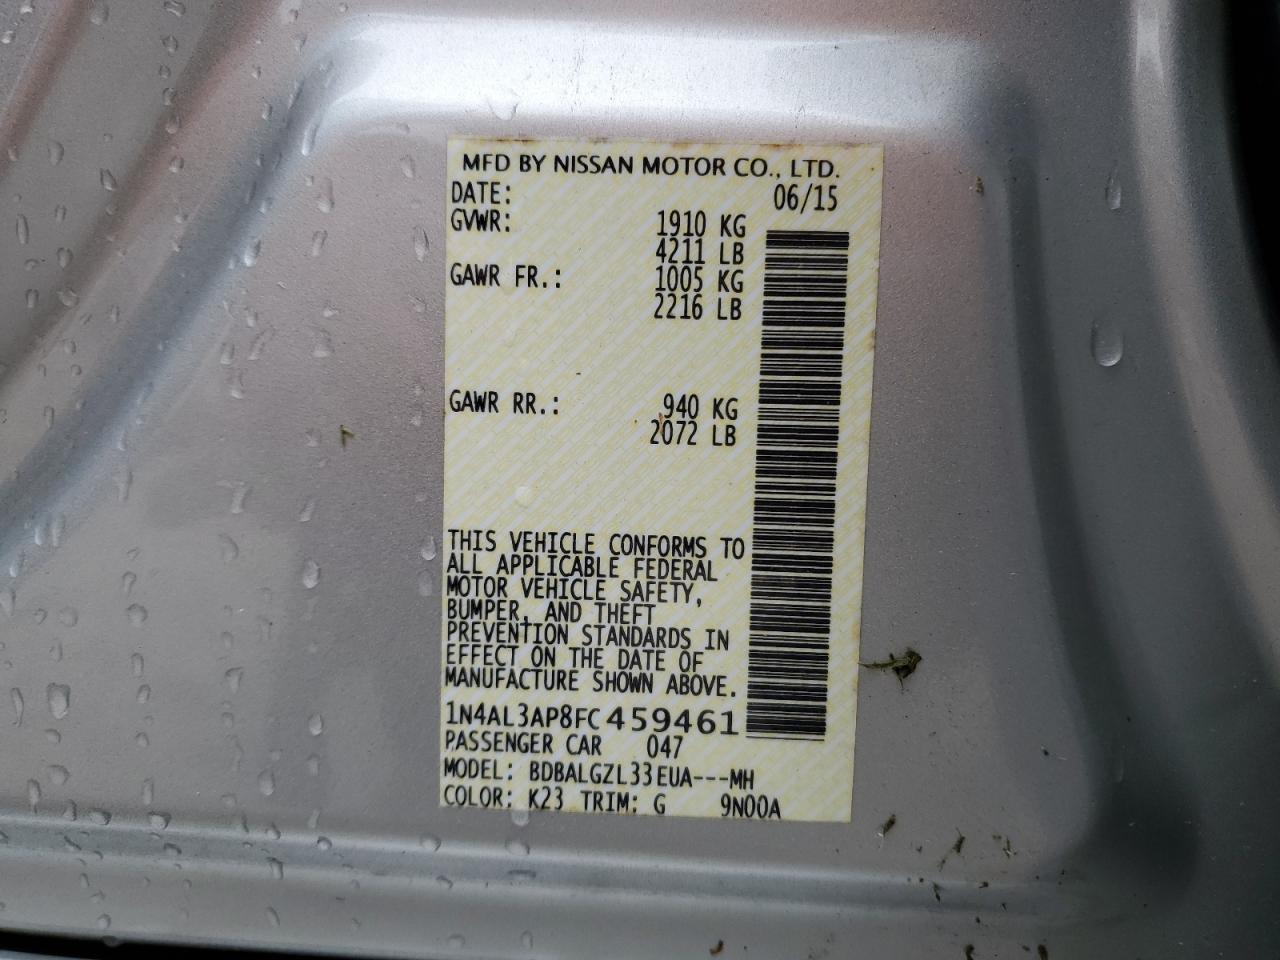 MFD BY NISSAN MOTOR CO., LTD.
DATE: 06/15
GVWR: 1910 KG
4211 LB
GAWR FR.: 1005 KG
2216 LB
GAWR RR.: 940 KG
2072 LB
THIS VEHICLE CONFORMS TO
ALL APPLICABLE FEDERAL
MOTOR VEHICLE SAFETY,
BUMPER, AND THEFT
PREVENTION STANDARDS IN
EFFECT ON THE DATE OF
MANUFACTURE SHOWN ABOVE.
1N4AL3AP8FC459461
PASSENGER CAR 047
MODEL: BDBALGZL33EUA---MH
COLOR: K23 TRIM: G 9N00A